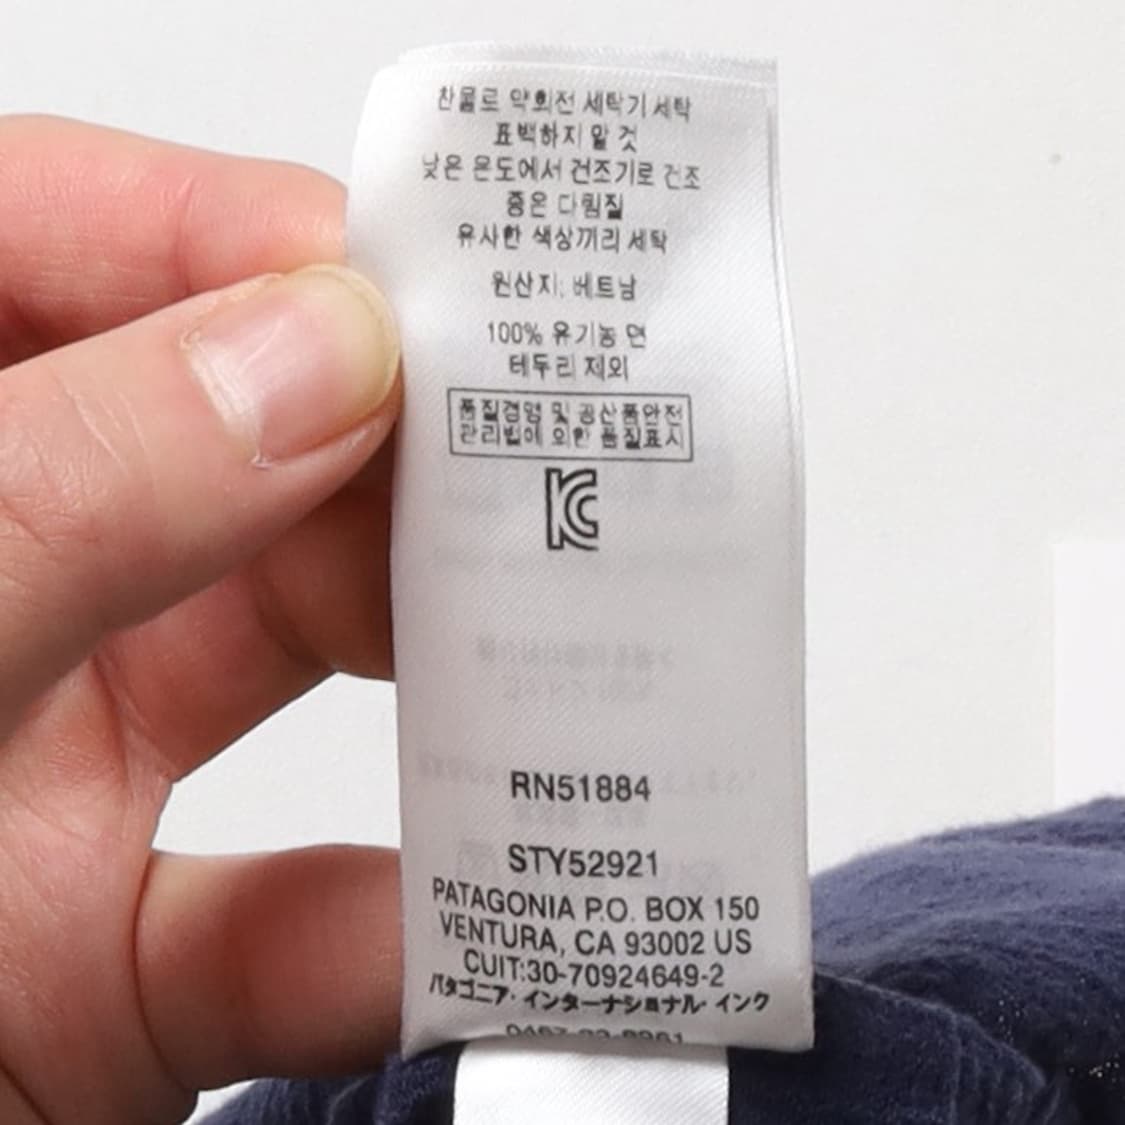 찬물로 약회전 세탁기 세탁
표백하지 말 것
낮은 온도에서 건조기로 건조
중은 다림질
유사한 색상끼리 세탁
원산지: 베트남
100% 유기농 면
테두리 제외
품질경영 및 공산품안전
관리법에 의한 품질표시
KC
RN51884
STY52921
PATAGONIA P.O. BOX 150
VENTURA, CA 93002 US
CUIT:30-70924649-2
パタゴニア・インターナショナル・インク